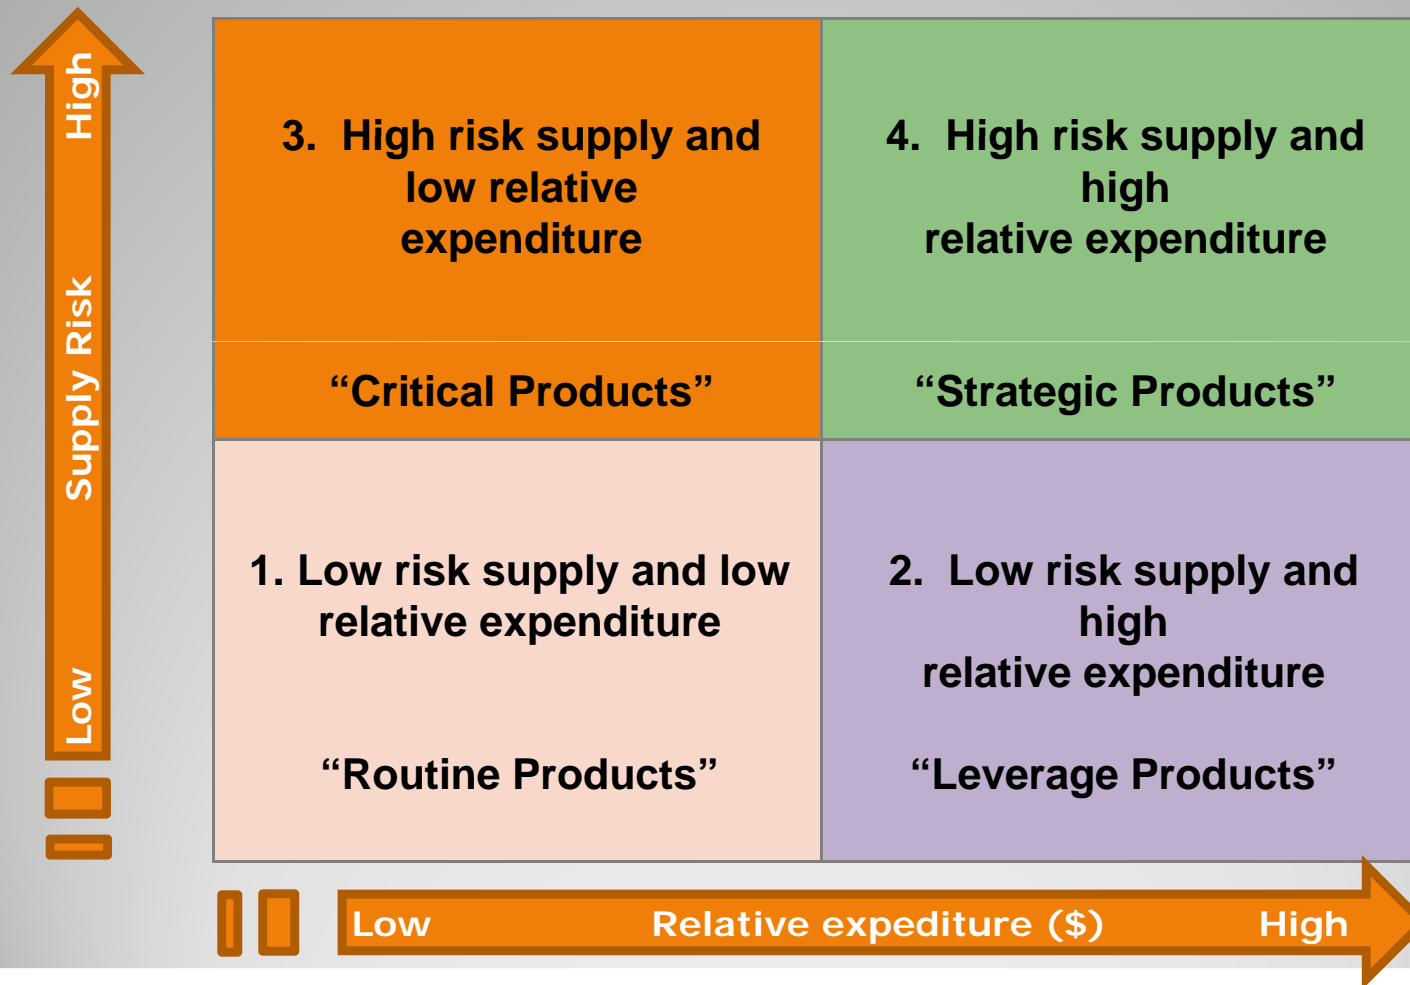 High
Supply Risk
Low
3. High risk supply and
low relative
expenditure
“Critical Products”
4. High risk supply and
high
relative expenditure
“Strategic Products”
1. Low risk supply and low
relative expenditure
“Routine Products”
2. Low risk supply and
high
relative expenditure
“Leverage Products”
Low Relative expediture ($) High